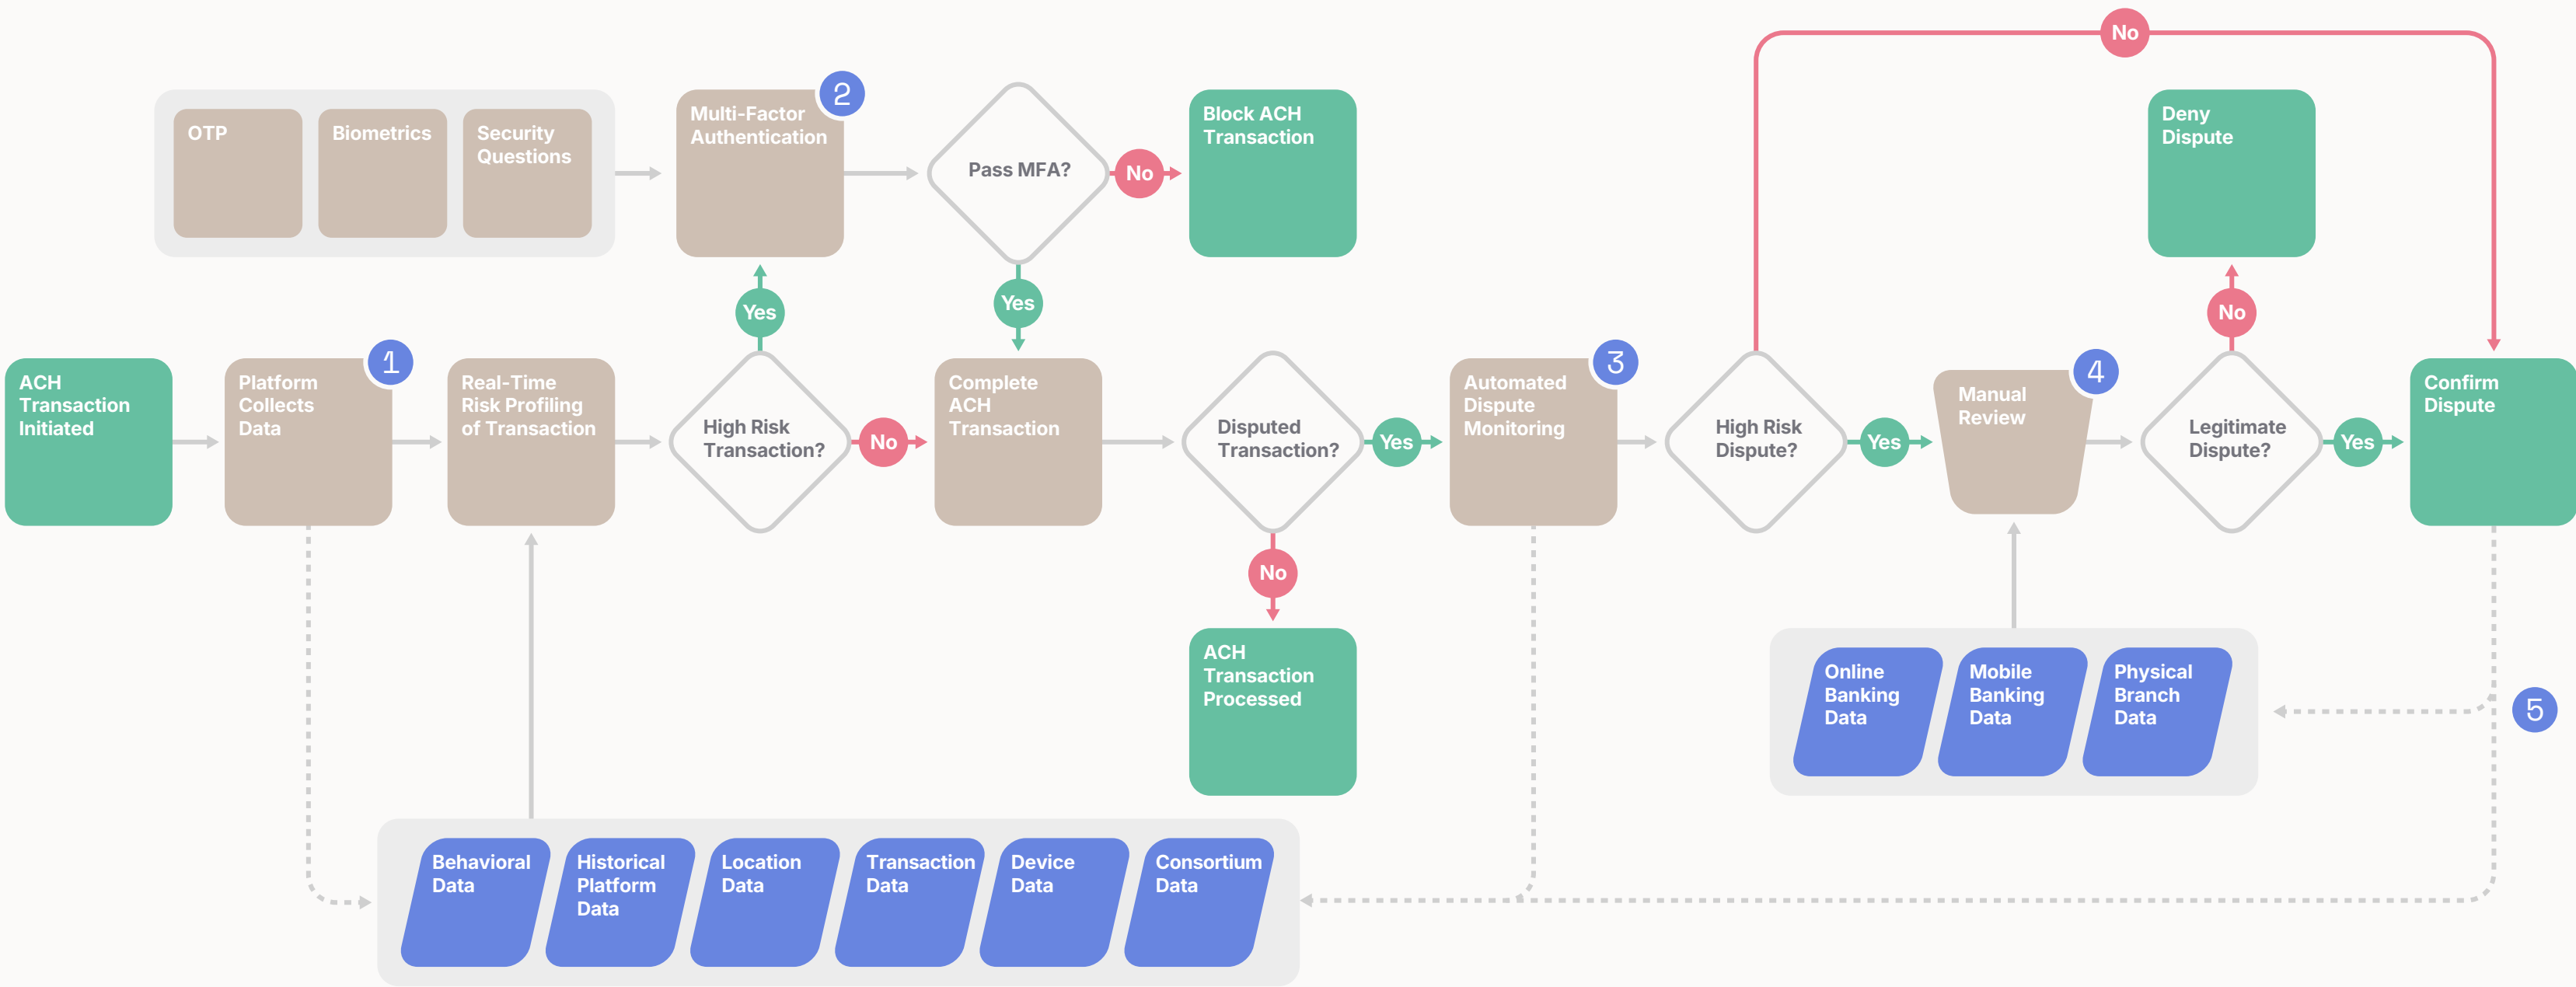 No
OTP
Biometrics
Security
Questions
Multi-Factor
Authentication
2
Pass MFA?
No
Block ACH
Transaction
Deny
Dispute
Yes
Yes
No
ACH
Transaction
Initiated
Platform
Collects
Data
1
Real-Time
Risk Profiling
of Transaction
High Risk
Transaction?
No
Complete
ACH
Transaction
Disputed
Transaction?
Yes
Automated
Dispute
Monitoring
3
High Risk
Dispute?
Yes
Manual
Review
4
Legitimate
Dispute?
Yes
Confirm
Dispute
No
ACH
Transaction
Processed
Online
Banking
Data
Mobile
Banking
Data
Physical
Branch
Data
5
Behavioral
Data
Historical
Platform
Data
Location
Data
Transaction
Data
Device
Data
Consortium
Data